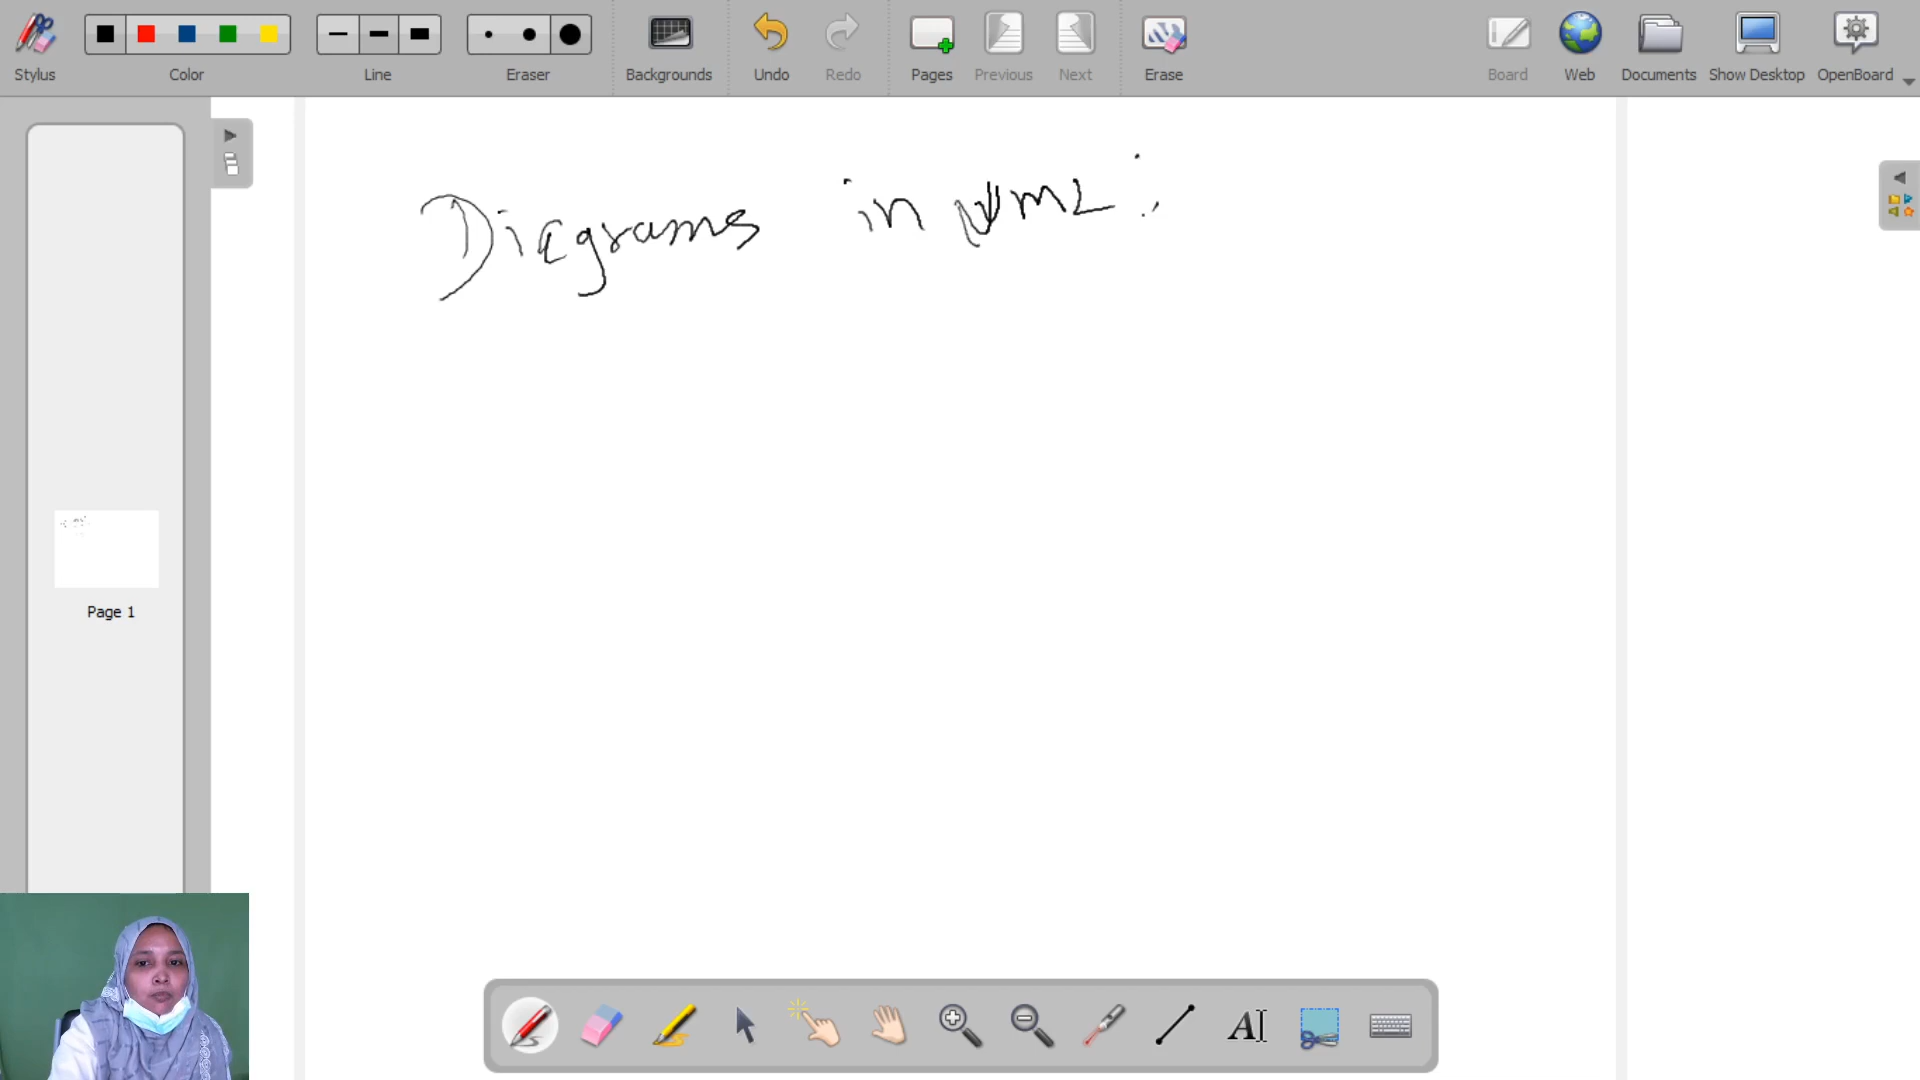 Stylus
Color
Line
Eraser
Backgrounds
Undo
Redo
Pages
Previous
Next
Erase
Board
Web
Documents
Show Desktop
OpenBoard
Diagrams in UML :
Page 1
A